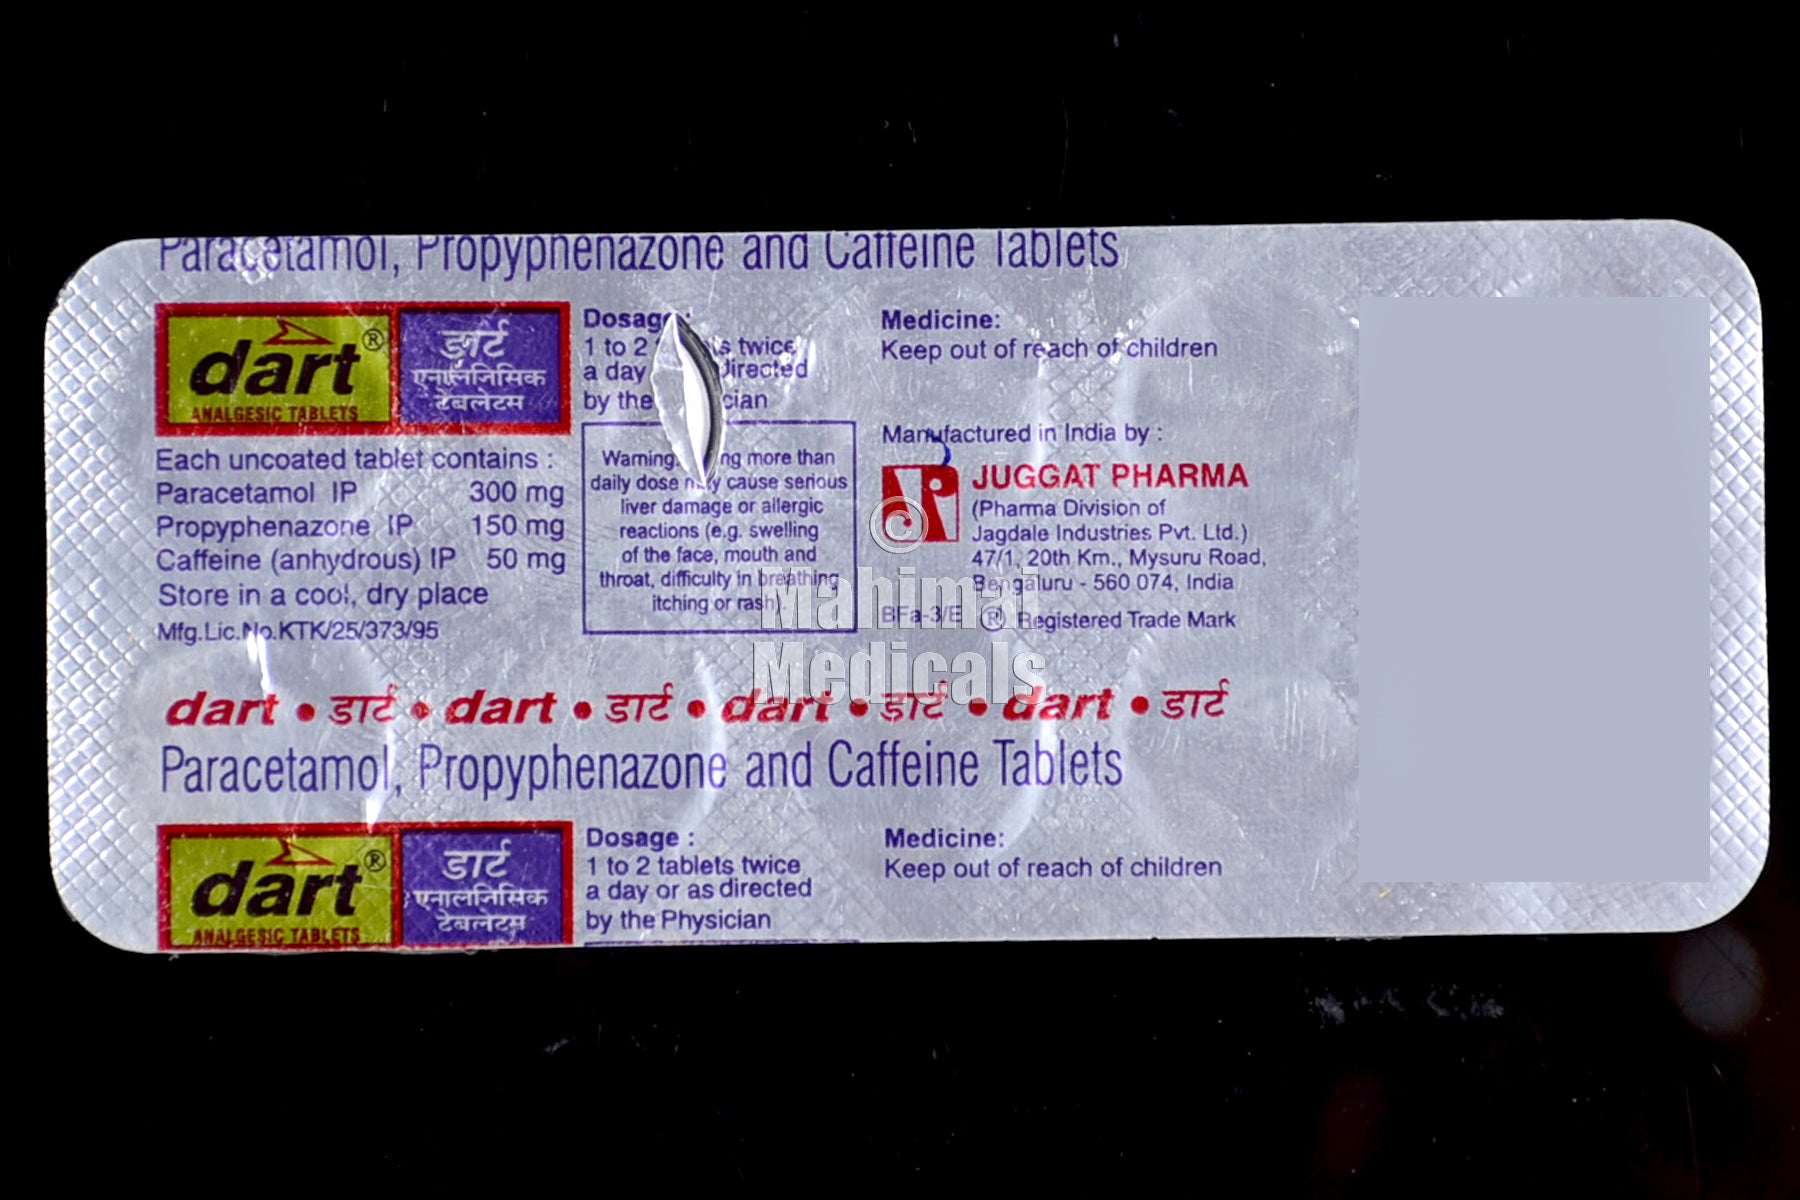 Paracetamol, Propyphenazone and Caffeine Tablets
dart®
ANALGESIC TABLETS
डार्ट
एनालजिसिक
टेबलेटस
Each uncoated tablet contains :
Paracetamol IP 300 mg
Propyphenazone IP 150 mg
Caffeine (anhydrous) IP 50 mg
Store in a cool, dry place
Mfg.Lic.No.KTK/25/373/95
Dosage :
1 to 2 twice
a day directed
by the
Warning: more than
daily dose may cause serious
liver damage or allergic
reactions (e.g. swelling
of the face, mouth and
throat, difficulty in breathing
itching or rash).
Medicine:
Keep out of reach of children
Manufactured in India by :
JUGGAT PHARMA
(Pharma Division of
Jagdale Industries Pvt. Ltd.)
47/1, 20th Km., Mysuru Road,
Bengaluru - 560 074, India
BFa-3/E ® Registered Trade Mark
©
Mahimai
Medicals
dart • डार्ट • dart • डार्ट • dart • डार्ट • dart • डार्ट
Paracetamol, Propyphenazone and Caffeine Tablets
dart®
ANALGESIC TABLETS
डार्ट
एनालजिसिक
टेबलेटस
Dosage :
1 to 2 tablets twice
a day or as directed
by the Physician
Medicine:
Keep out of reach of children